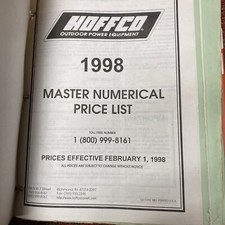 HOFFCO
OUTDOOR POWER EQUIPMENT
1998
MASTER NUMERICAL
PRICE LIST
TOLL FREE NUMBER
1 (800) 999-8161
PRICES EFFECTIVE FEBRUARY 1, 1998
ALL PRICES ARE SUBJECT TO CHANGE WITHOUT NOTICE